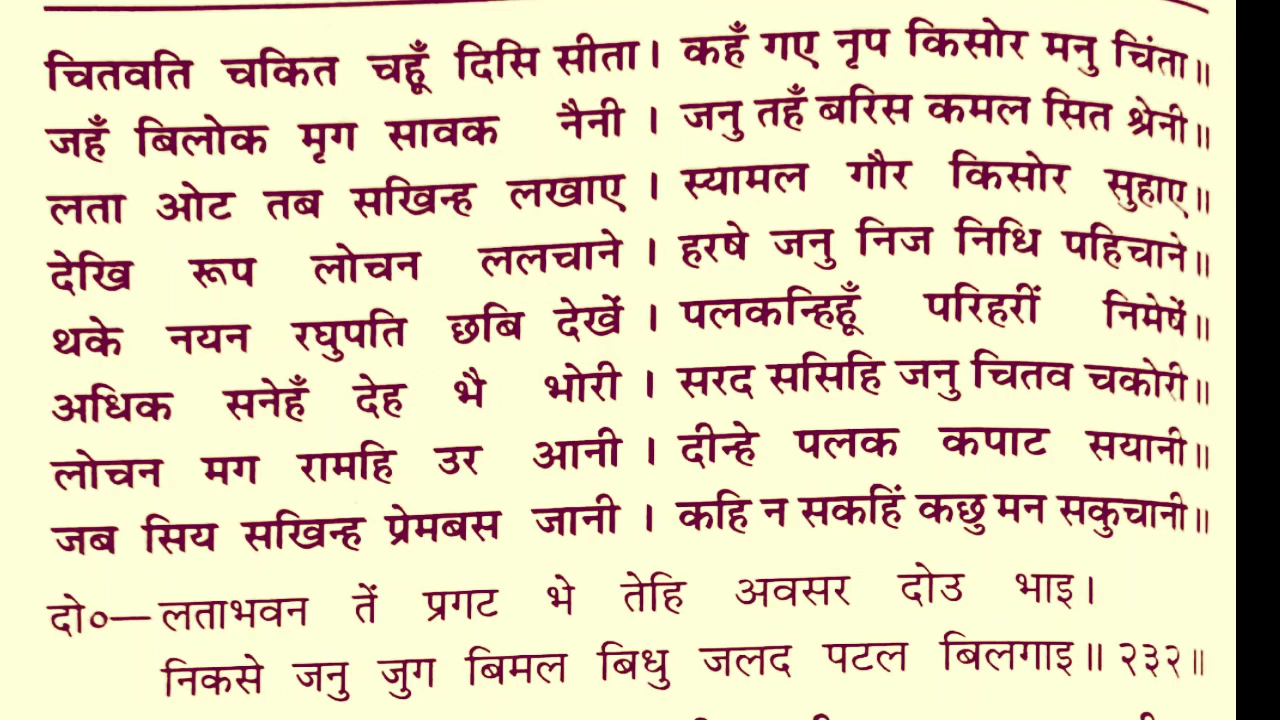 चितवति चकित चहूँ दिसि सीता। कहँ गए नृप किसोर मनु चिंता॥
जहँ बिलोक मृग सावक नैनी। जनु तहँ बरिस कमल सित श्रेनी॥
लता ओट तब सखिन्ह लखाए। स्यामल गौर किसोर सुहाए॥
देखि रूप लोचन ललचाने। हरषे जनु निज निधि पहिचाने॥
थके नयन रघुपति छबि देखें। पलकन्हिहूँ परिहरीं निमेषें॥
अधिक सनेहँ देह भै भोरी। सरद ससिहि जनु चितव चकोरी॥
लोचन मग रामहि उर आनी। दीन्हे पलक कपाट सयानी॥
जब सिय सखिन्ह प्रेमबस जानी। कहि न सकहिं कछु मन सकुचानी॥
दो०—लताभवन तें प्रगट भे तेहि अवसर दोउ भाइ।
निकसे जनु जुग बिमल बिधु जलद पटल बिलगाइ॥ २३२॥